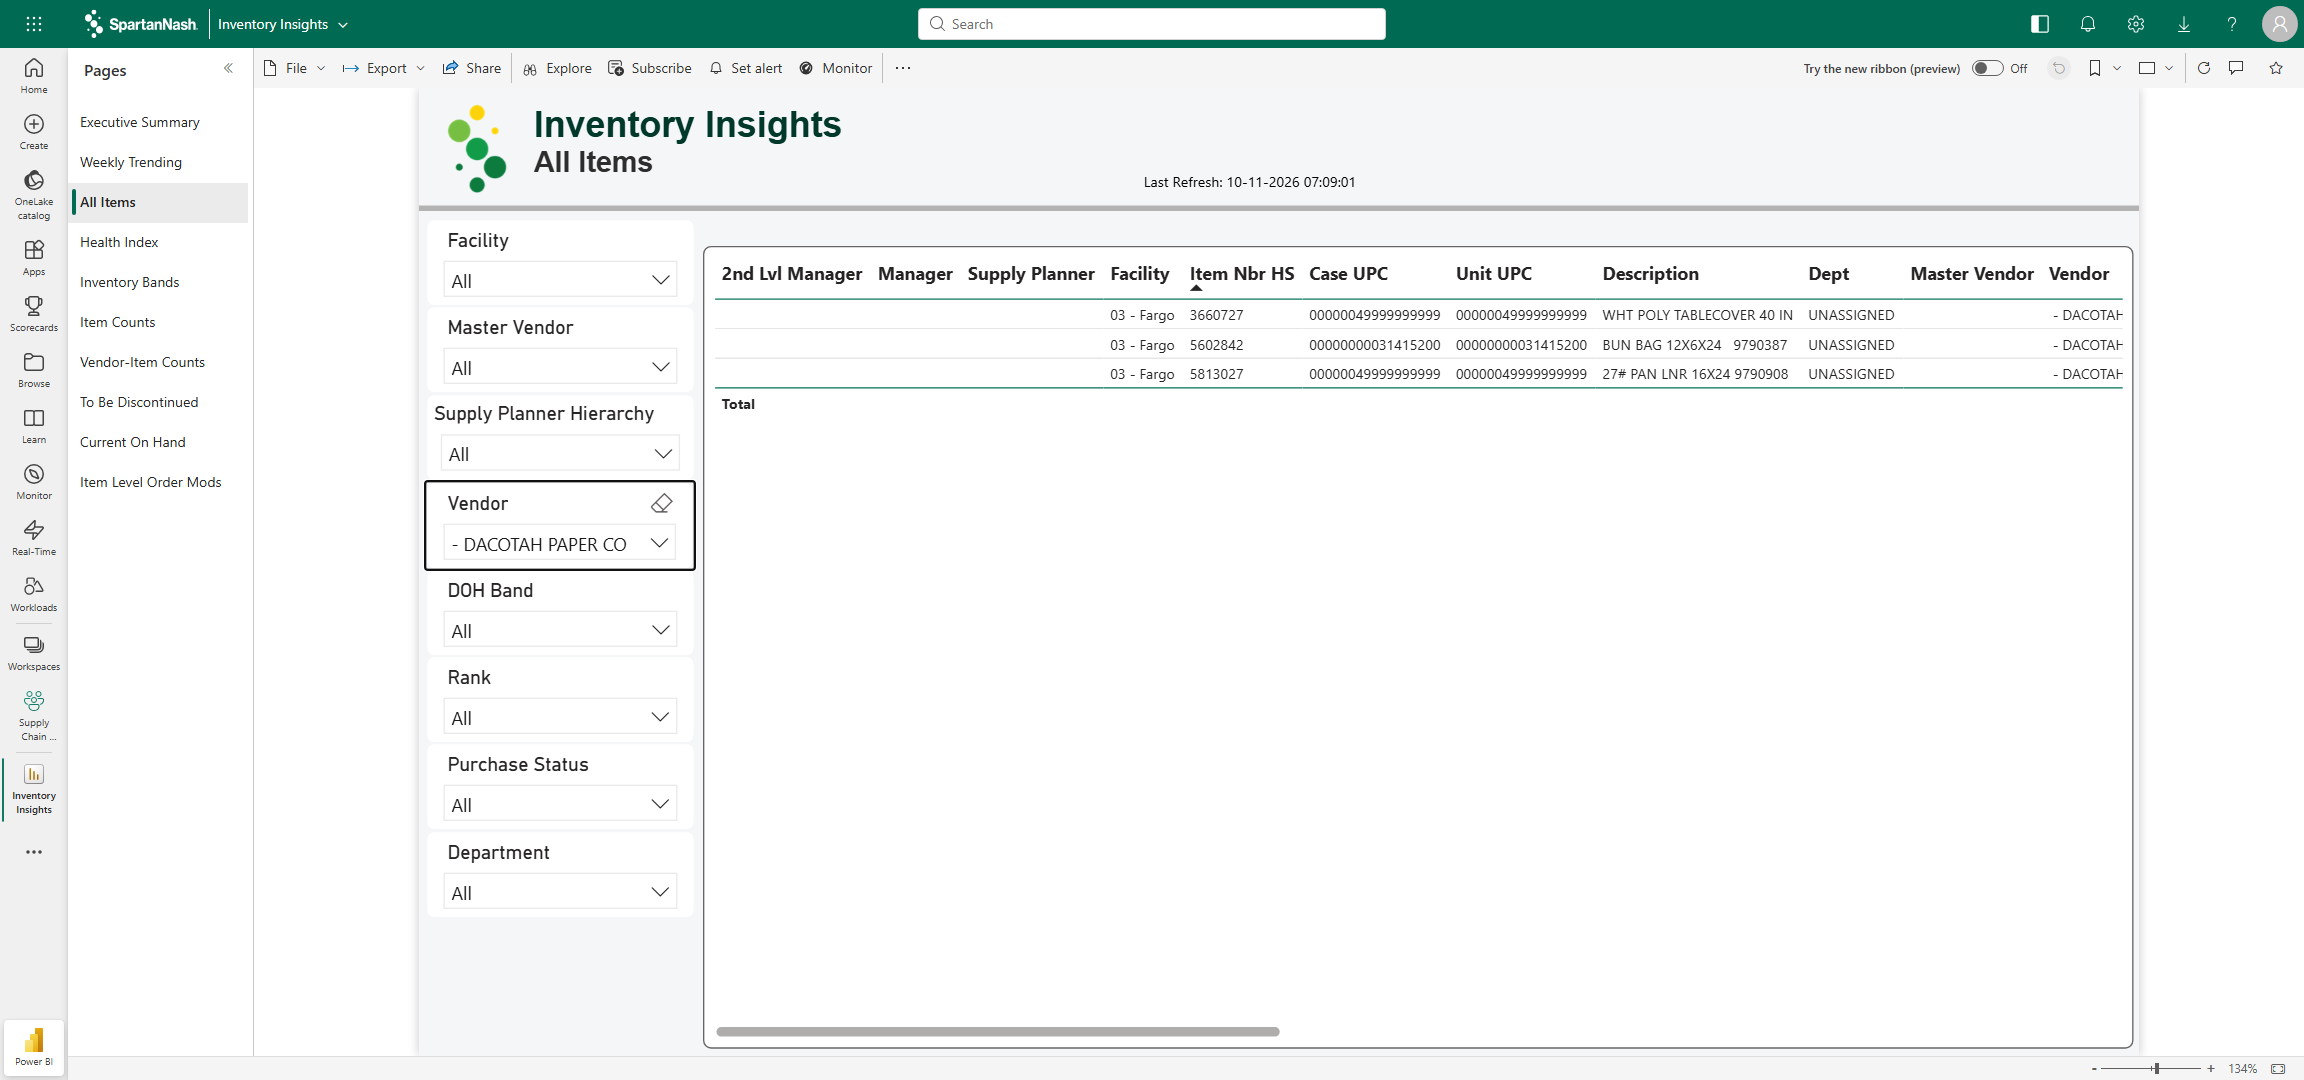 SpartanNash
Inventory Insights
Search
Home
Create
OneLake
catalog
Apps
Scorecards
Browse
Learn
Monitor
Real-Time
Workloads
Workspaces
Supply
Chain ...
Inventory
Insights
Power BI
Pages
Executive Summary
Weekly Trending
All Items
Health Index
Inventory Bands
Item Counts
Vendor-Item Counts
To Be Discontinued
Current On Hand
Item Level Order Mods
File Export Share Explore Subscribe Set alert Monitor ...
Try the new ribbon (preview) Off
Inventory Insights
All Items
Last Refresh: 10-11-2026 07:09:01
Facility
All
Master Vendor
All
Supply Planner Hierarchy
All
Vendor
- DACOTAH PAPER CO
DOH Band
All
Rank
All
Purchase Status
All
Department
All
2nd Lvl Manager Manager Supply Planner Facility Item Nbr HS Case UPC Unit UPC Description Dept Master Vendor Vendor
03 - Fargo 3660727 00000049999999999 00000049999999999 WHT POLY TABLECOVER 40 IN UNASSIGNED - DACOTAH
03 - Fargo 5602842 00000000031415200 00000000031415200 BUN BAG 12X6X24 9790387 UNASSIGNED - DACOTAH
03 - Fargo 5813027 00000049999999999 00000049999999999 27# PAN LNR 16X24 9790908 UNASSIGNED - DACOTAH
Total
- + 134%